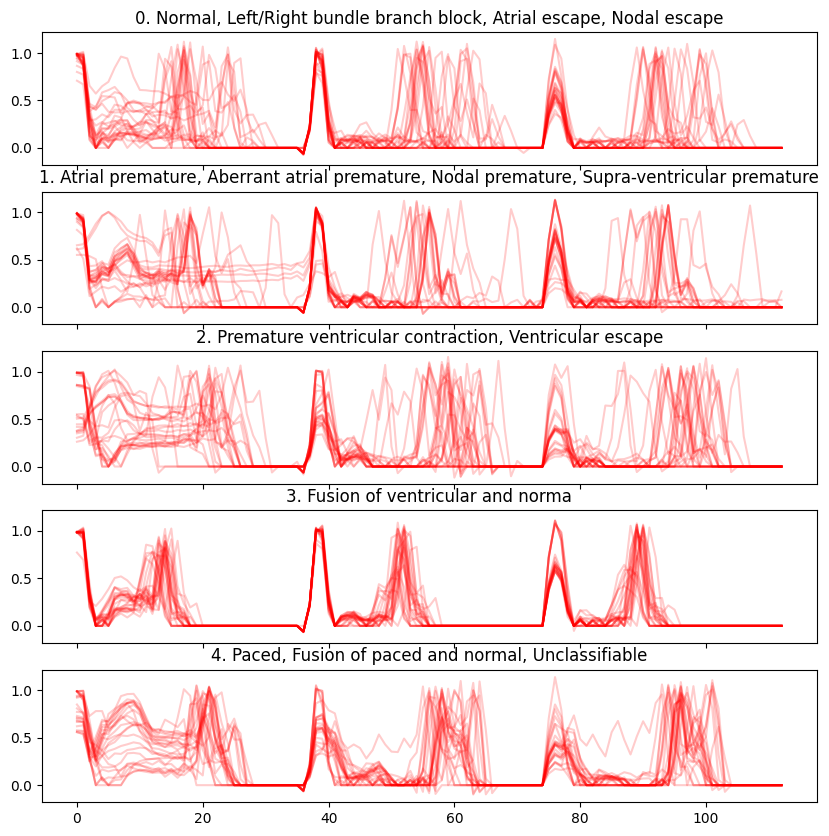 0. Normal, Left/Right bundle branch block, Atrial escape, Nodal escape
1.0
0.5
0.0
1. Atrial premature, Aberrant atrial premature, Nodal premature, Supra-ventricular premature
1.0
0.5
0.0
2. Premature ventricular contraction, Ventricular escape
1.0
0.5
0.0
3. Fusion of ventricular and norma
1.0
0.5
0.0
4. Paced, Fusion of paced and normal, Unclassifiable
1.0
0.5
0.0
0 20 40 60 80 100